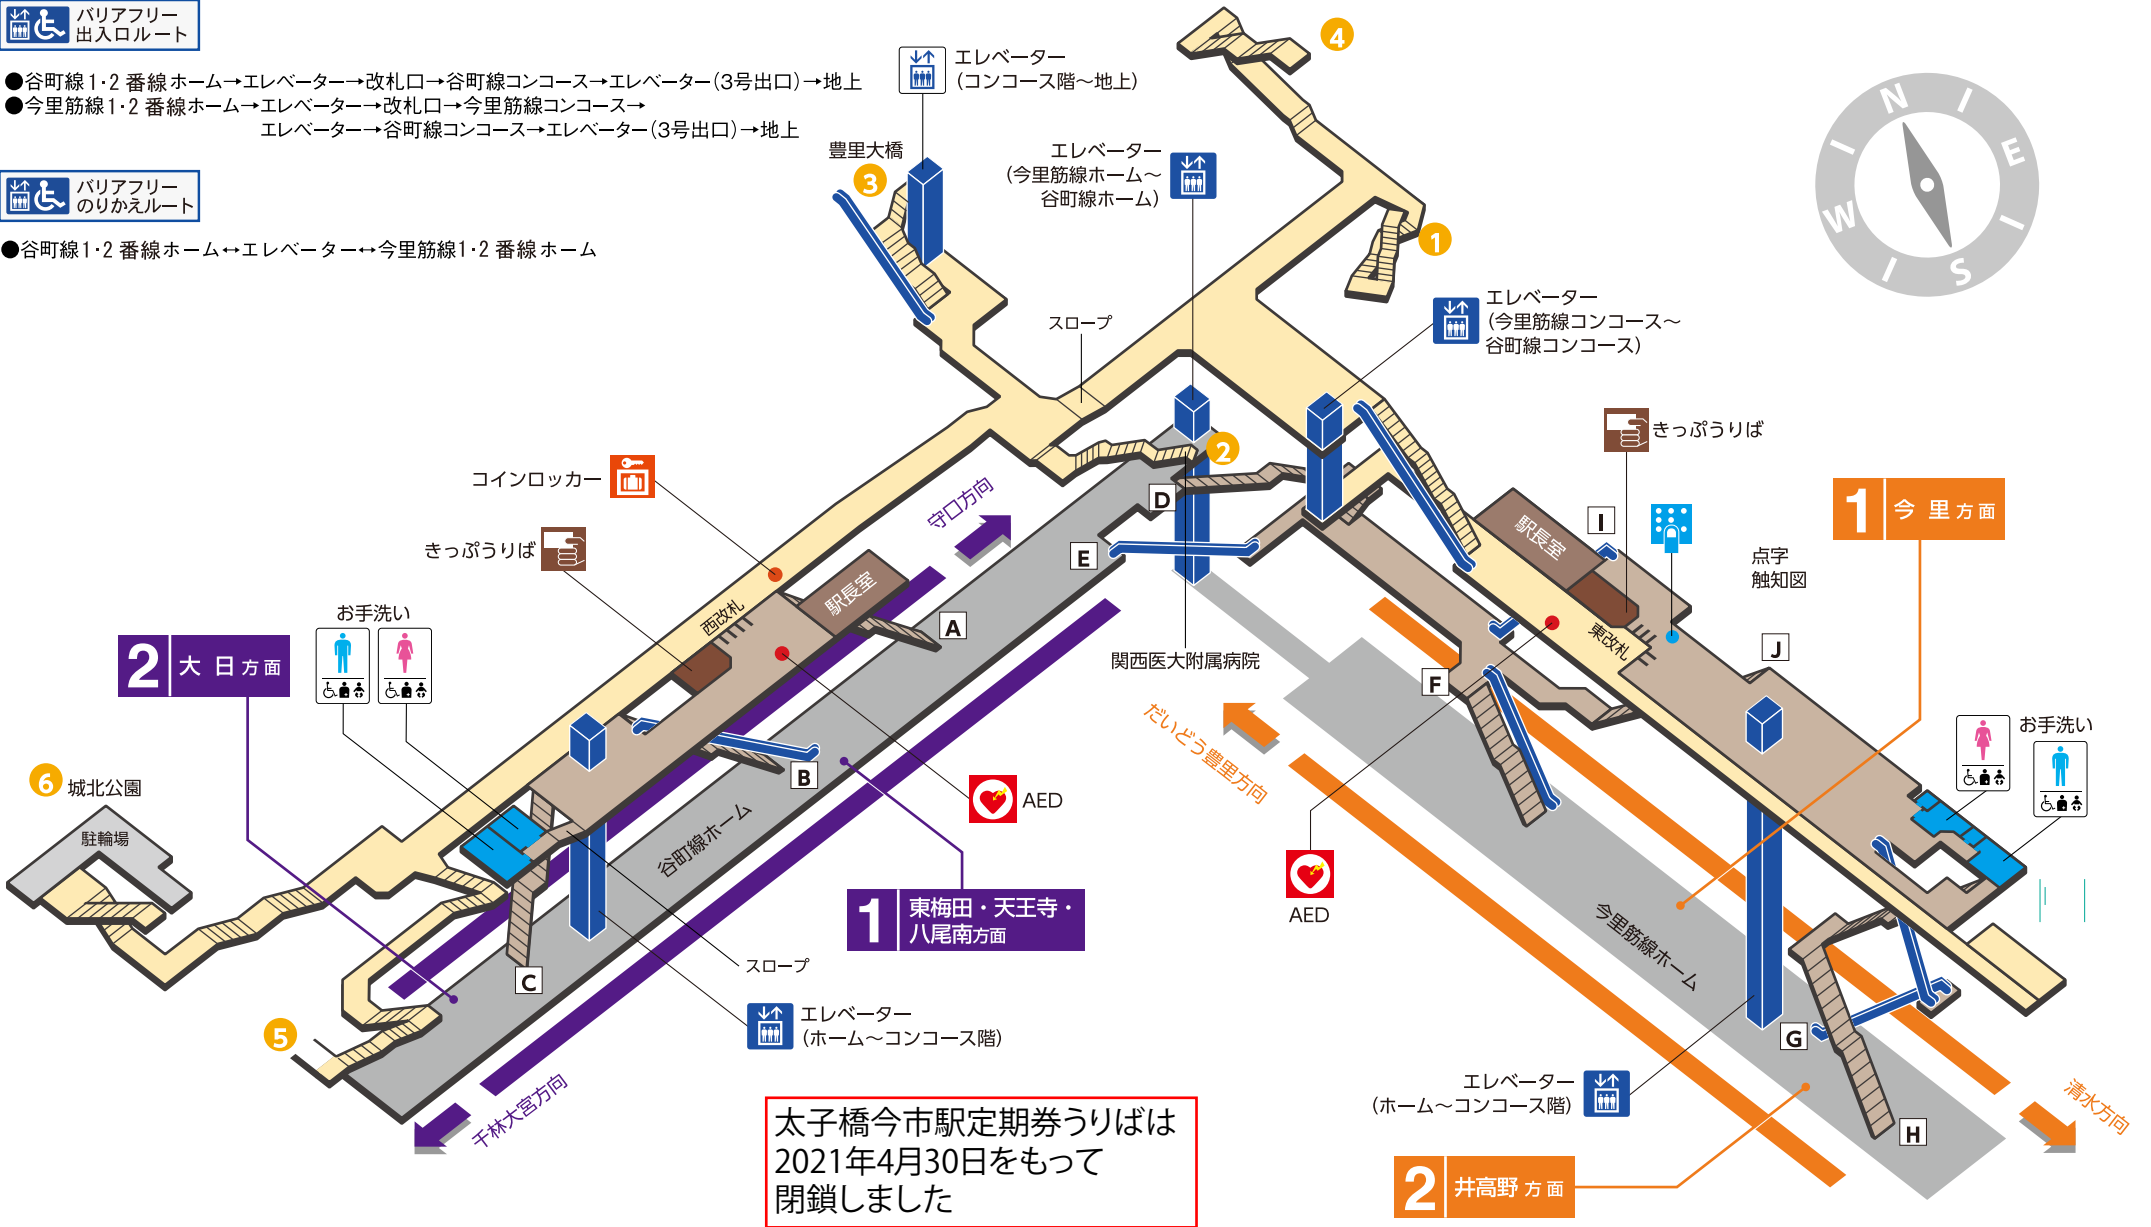 バリアフリー
出入口ルート
●谷町線1・2番線ホーム→エレベーター→改札口→谷町線コンコース→エレベーター(3号出口)→地上
●今里筋線1・2番線ホーム→エレベーター→改札口→今里筋線コンコース→
エレベーター→谷町線コンコース→エレベーター(3号出口)→地上
バリアフリー
のりかえルート
●谷町線1・2番線ホーム↔エレベーター↔今里筋線1・2番線ホーム
4
エレベーター
(コンコース階〜地上)
豊里大橋
3
エレベーター
(今里筋線ホーム〜
谷町線ホーム)
1
N
E
S
W
エレベーター
(今里筋線コンコース〜
谷町線コンコース)
スロープ
きっぷうりば
2
コインロッカー
守口方向
D
E
きっぷうりば
駅長室
I
点字
触知図
1 今里方面
お手洗い
西改札
駅長室
A
東改札
J
関西医大附属病院
F
2 大日方面
だいどう豊里方向
お手洗い
B
6 城北公園
駐輪場
AED
谷町線ホーム
1 東梅田・天王寺・
八尾南方面
AED
今里筋線ホーム
C
スロープ
エレベーター
(ホーム〜コンコース階)
5
G
エレベーター
(ホーム〜コンコース階)
清水方向
千林大宮方向
H
太子橋今市駅定期券うりばは
2021年4月30日をもって
閉鎖しました
2 井高野方面